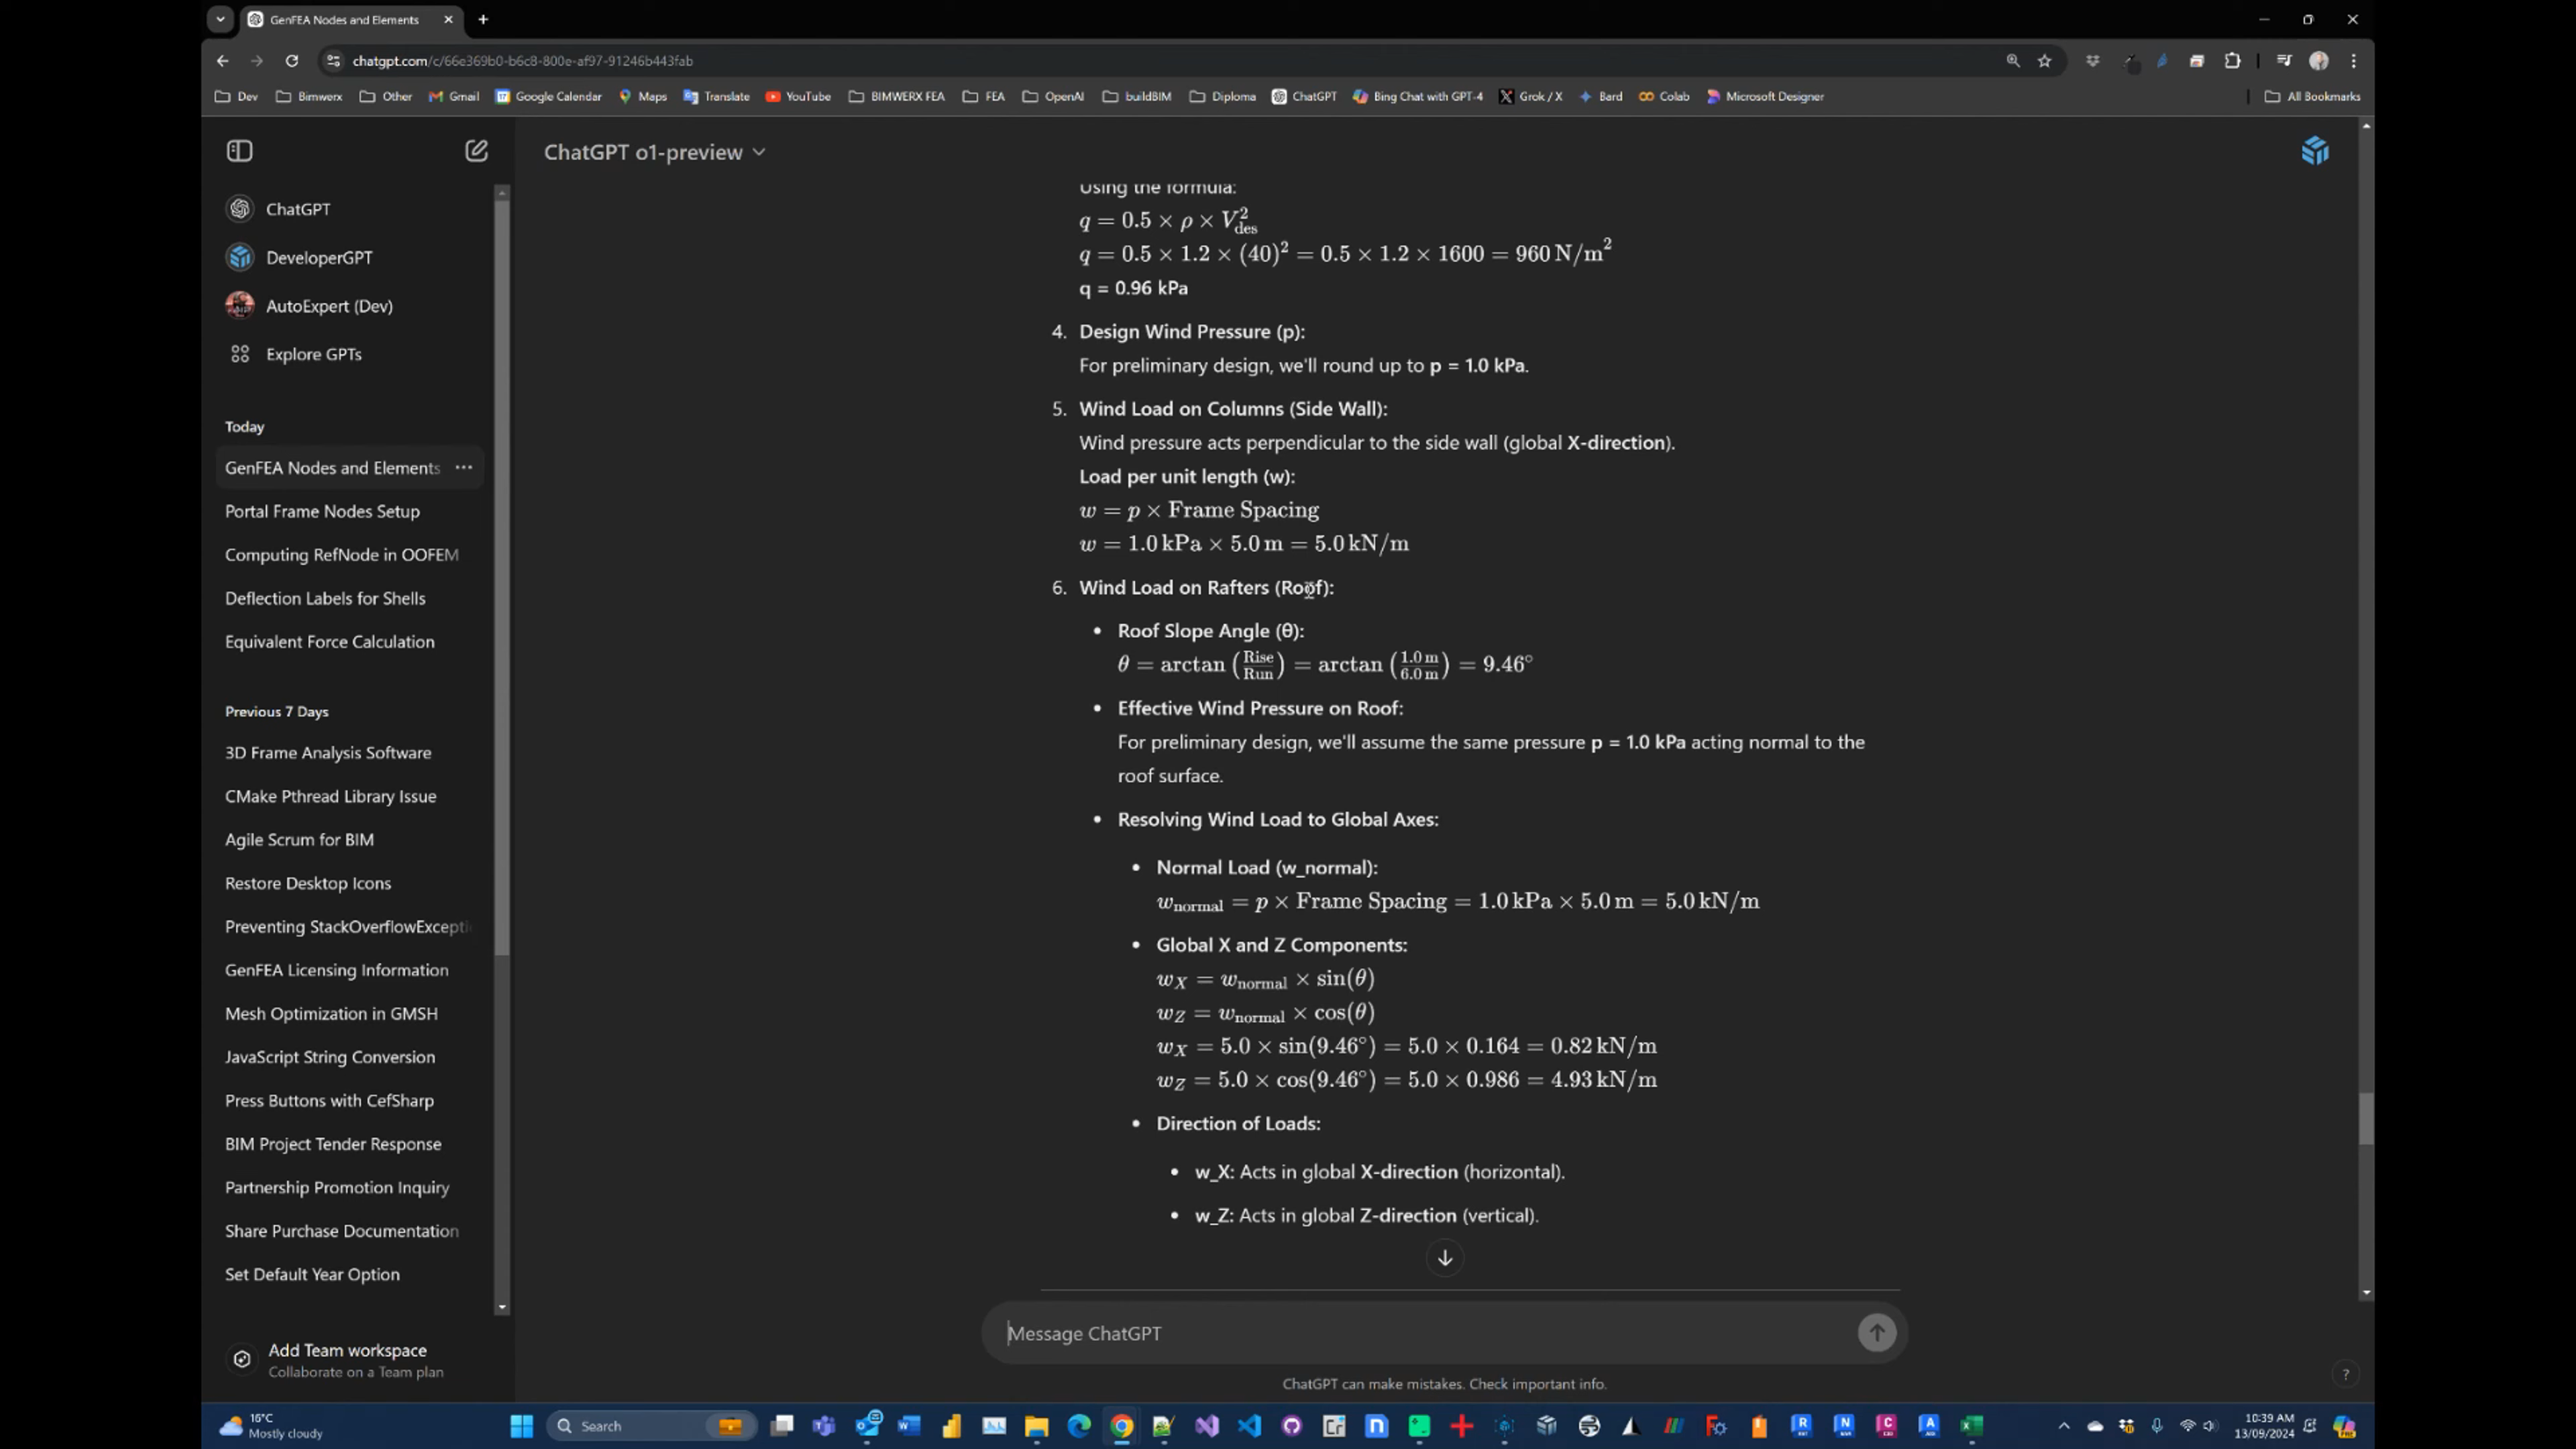 GenFEA Nodes and Elements
chatgpt.com/c/66e369b0-b6c8-800e-af97-91246b443fab
Dev Bimwerx Other Gmail Google Calendar Maps Translate YouTube BIMWERX FEA FEA OpenAI buildBIM Diploma ChatGPT Bing Chat with GPT-4 Grok / X Bard Colab Microsoft Designer All Bookmarks
ChatGPT o1-preview
ChatGPT
DeveloperGPT
AutoExpert (Dev)
Explore GPTs
Today
GenFEA Nodes and Elements
Portal Frame Nodes Setup
Computing RefNode in OOFEM
Deflection Labels for Shells
Equivalent Force Calculation
Previous 7 Days
3D Frame Analysis Software
CMake Pthread Library Issue
Agile Scrum for BIM
Restore Desktop Icons
Preventing StackOverflowExcepti
GenFEA Licensing Information
Mesh Optimization in GMSH
JavaScript String Conversion
Press Buttons with CefSharp
BIM Project Tender Response
Partnership Promotion Inquiry
Share Purchase Documentation
Set Default Year Option
Add Team workspace
Collaborate on a Team plan
Using the formula:
q = 0.5 × ρ × V²des
q = 0.5 × 1.2 × (40)² = 0.5 × 1.2 × 1600 = 960 N/m²
q = 0.96 kPa
4. Design Wind Pressure (p):
For preliminary design, we'll round up to p = 1.0 kPa.
5. Wind Load on Columns (Side Wall):
Wind pressure acts perpendicular to the side wall (global X-direction).
Load per unit length (w):
w = p × Frame Spacing
w = 1.0 kPa × 5.0 m = 5.0 kN/m
6. Wind Load on Rafters (Roof):
• Roof Slope Angle (θ):
θ = arctan (Rise/Run) = arctan (1.0 m/6.0 m) = 9.46°
• Effective Wind Pressure on Roof:
For preliminary design, we'll assume the same pressure p = 1.0 kPa acting normal to the
roof surface.
• Resolving Wind Load to Global Axes:
• Normal Load (w_normal):
wnormal = p × Frame Spacing = 1.0 kPa × 5.0 m = 5.0 kN/m
• Global X and Z Components:
wX = wnormal × sin(θ)
wZ = wnormal × cos(θ)
wX = 5.0 × sin(9.46°) = 5.0 × 0.164 = 0.82 kN/m
wZ = 5.0 × cos(9.46°) = 5.0 × 0.986 = 4.93 kN/m
• Direction of Loads:
• w_X: Acts in global X-direction (horizontal).
• w_Z: Acts in global Z-direction (vertical).
Message ChatGPT
ChatGPT can make mistakes. Check important info.
?
16°C
Mostly cloudy
Search
10:39 AM
13/09/2024